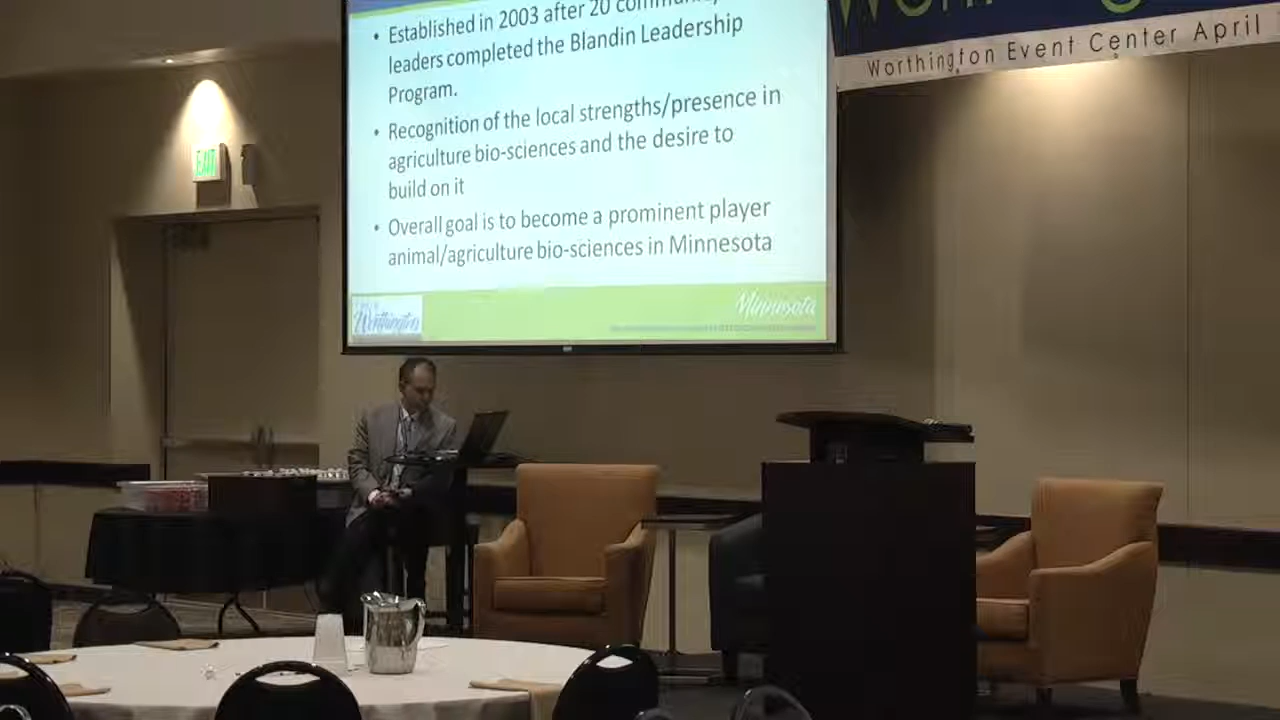 • Established in 2003 after 20 community
leaders completed the Blandin Leadership
Program.
• Recognition of the local strengths/presence in
agriculture bio-sciences and the desire to
build on it
• Overall goal is to become a prominent player
animal/agriculture bio-sciences in Minnesota
Worthington
Minnesota
Worthington Event Center April
EXIT